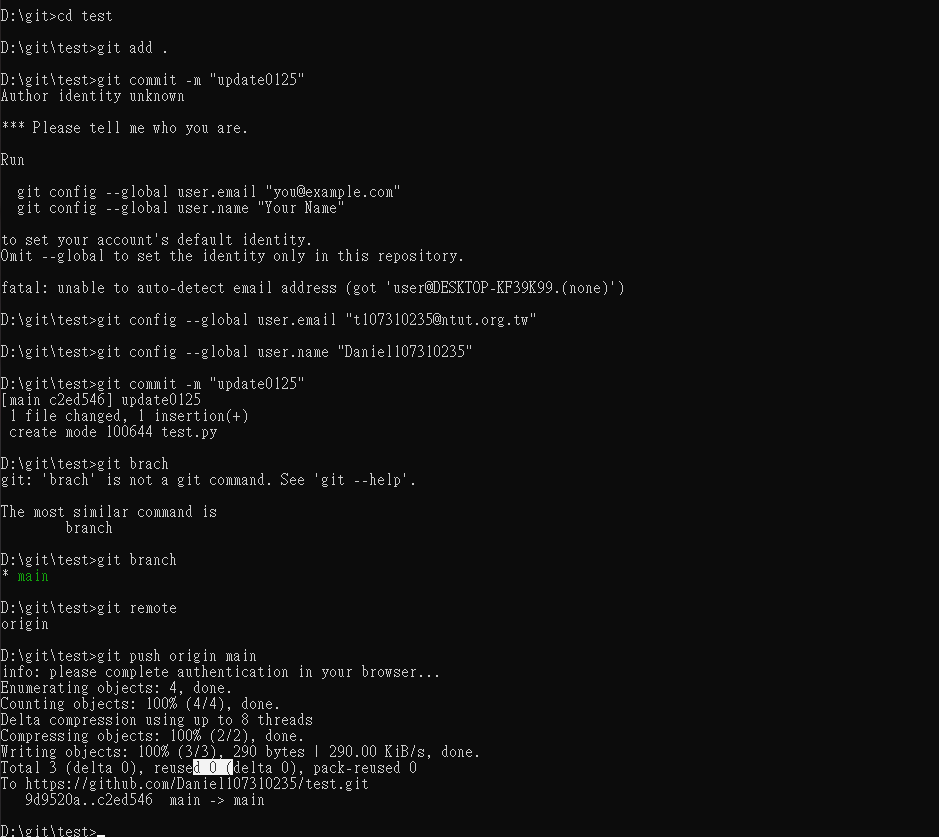 D:\git>cd test
D:\git\test>git add .
D:\git\test>git commit -m "update0125"
Author identity unknown
*** Please tell me who you are.
Run
git config --global user.email "you@example.com"
git config --global user.name "Your Name"
to set your account's default identity.
Omit --global to set the identity only in this repository.
fatal: unable to auto-detect email address (got 'user@DESKTOP-KF39K99.(none)')
D:\git\test>git config --global user.email "t107310235@ntut.org.tw"
D:\git\test>git config --global user.name "Daniel107310235"
D:\git\test>git commit -m "update0125"
[main c2ed546] update0125
1 file changed, 1 insertion(+)
create mode 100644 test.py
D:\git\test>git brach
git: 'brach' is not a git command. See 'git --help'.
The most similar command is
branch
D:\git\test>git branch
* main
D:\git\test>git remote
origin
D:\git\test>git push origin main
info: please complete authentication in your browser...
Enumerating objects: 4, done.
Counting objects: 100% (4/4), done.
Delta compression using up to 8 threads
Compressing objects: 100% (2/2), done.
Writing objects: 100% (3/3), 290 bytes | 290.00 KiB/s, done.
Total 3 (delta 0), reused 0 (delta 0), pack-reused 0
To https://github.com/Daniel107310235/test.git
9d9520a..c2ed546  main -> main
D:\git\test>